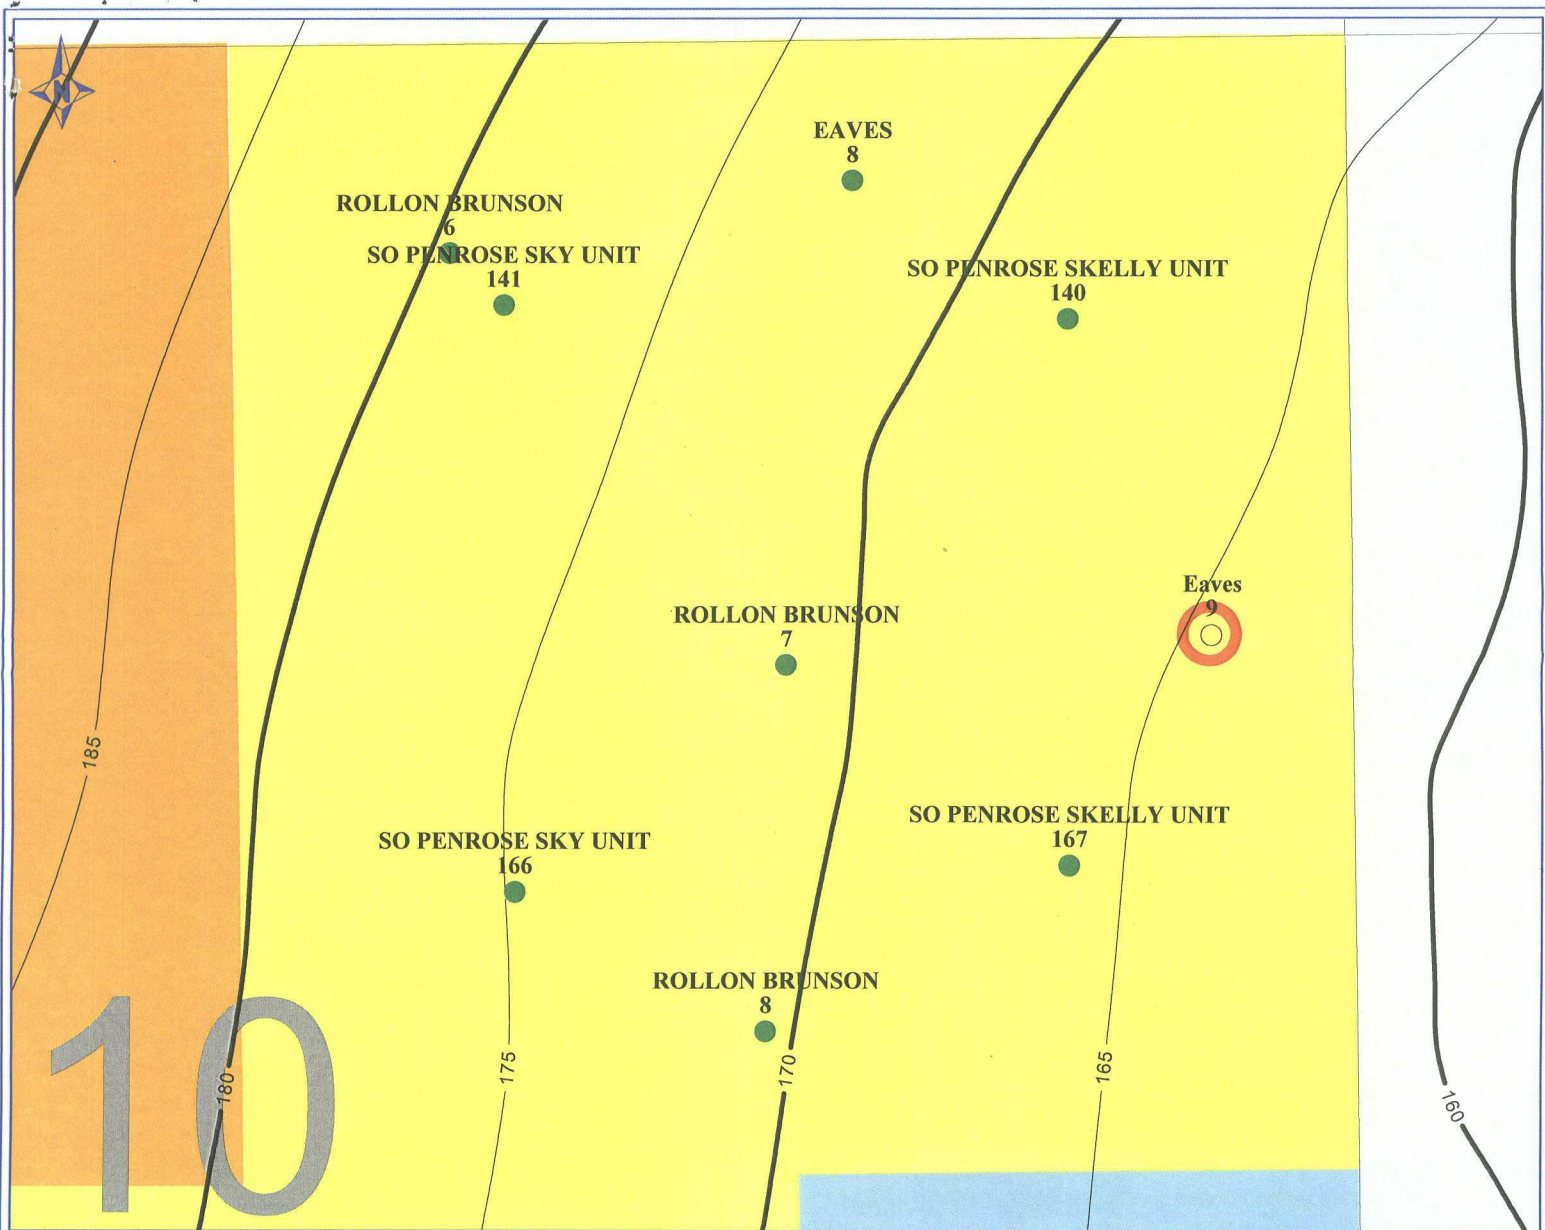 N
EAVES
8
ROLLON BRUNSON
6
SO PENROSE SKY UNIT
141
SO PENROSE SKELLY UNIT
140
Eaves
9
ROLLON BRUNSON
7
185
SO PENROSE SKELLY UNIT
167
SO PENROSE SKY UNIT
166
ROLLON BRUNSON
8
175
170
165
180
160
10